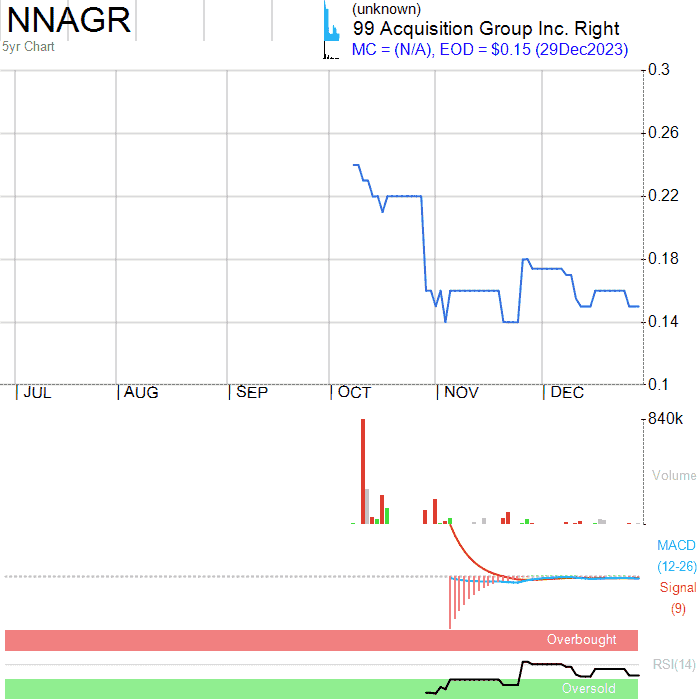 NNAGR
(unknown)
99 Acquisition Group Inc. Right
5yr Chart
MC = (N/A), EOD = $0.15 (29Dec2023)
0.3
0.26
0.22
0.18
0.14
0.1
JUL AUG SEP OCT NOV DEC
840k
Volume
MACD
(12-26)
Signal
(9)
Overbought
RSI(14)
Oversold